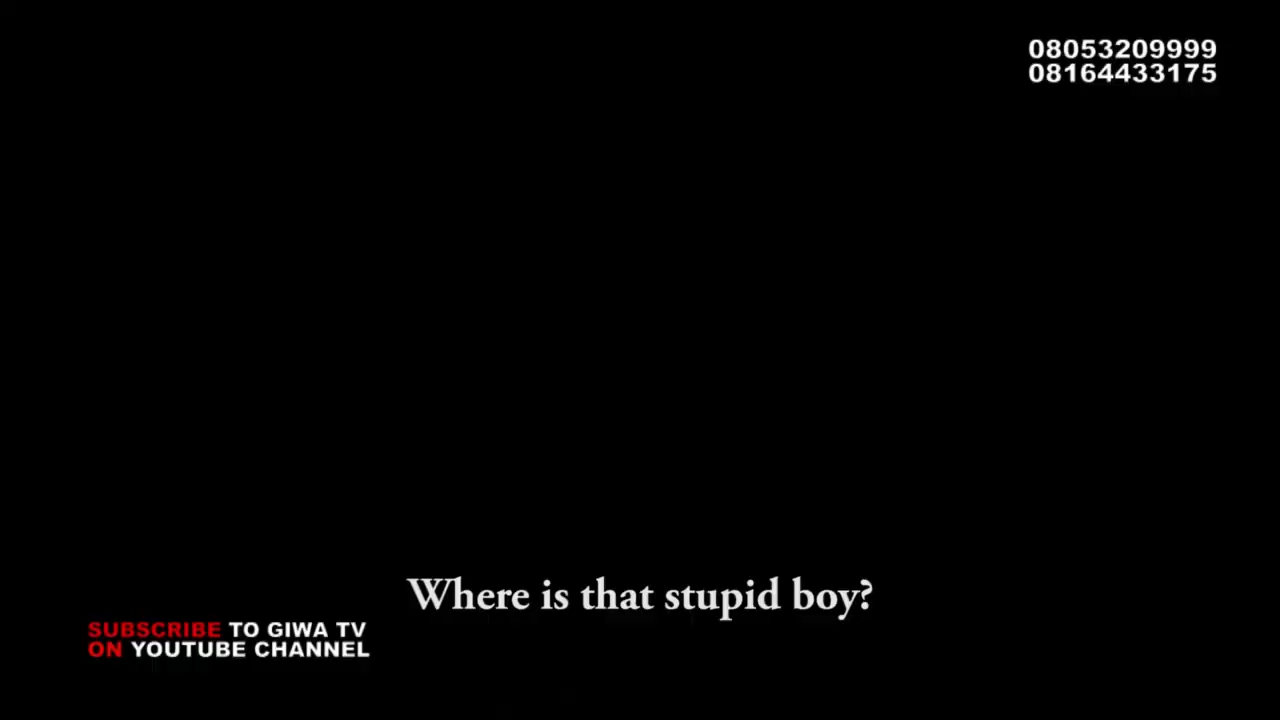 08053209999
08164433175
Where is that stupid boy?
SUBSCRIBE TO GIWA TV
ON YOUTUBE CHANNEL